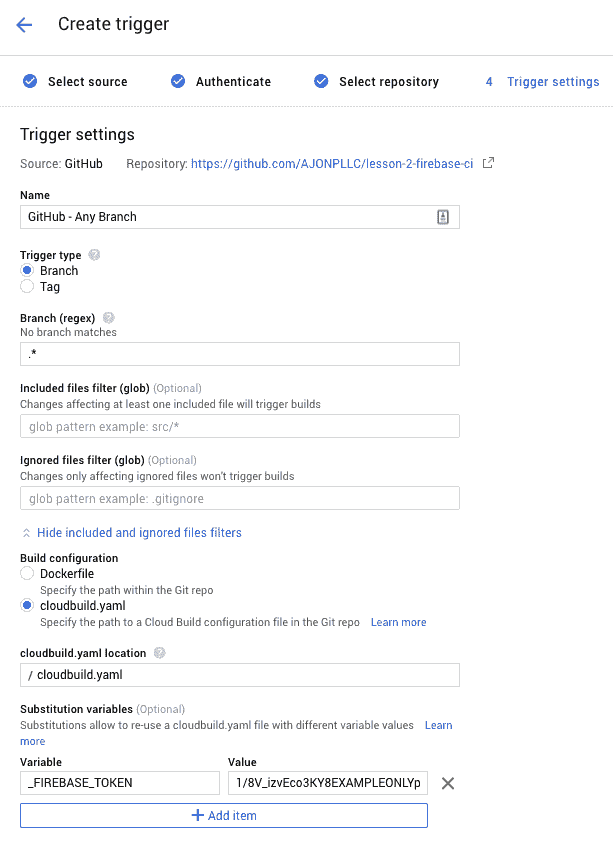 Create trigger
Select source Authenticate Select repository 4 Trigger settings
Trigger settings
Source: GitHub Repository: https://github.com/AJONPLLC/lesson-2-firebase-ci
Name
GitHub - Any Branch
Trigger type
Branch
Tag
Branch (regex)
No branch matches
.*
Included files filter (glob) (Optional)
Changes affecting at least one included file will trigger builds
glob pattern example: src/*
Ignored files filter (glob) (Optional)
Changes only affecting ignored files won't trigger builds
glob pattern example: .gitignore
Hide included and ignored files filters
Build configuration
Dockerfile
Specify the path within the Git repo
cloudbuild.yaml
Specify the path to a Cloud Build configuration file in the Git repo Learn more
cloudbuild.yaml location
/ cloudbuild.yaml
Substitution variables (Optional)
Substitutions allow to re-use a cloudbuild.yaml file with different variable values Learn
more
Variable Value
_FIREBASE_TOKEN 1/8V_izvEco3KY8EXAMPLEONLYp
+ Add item